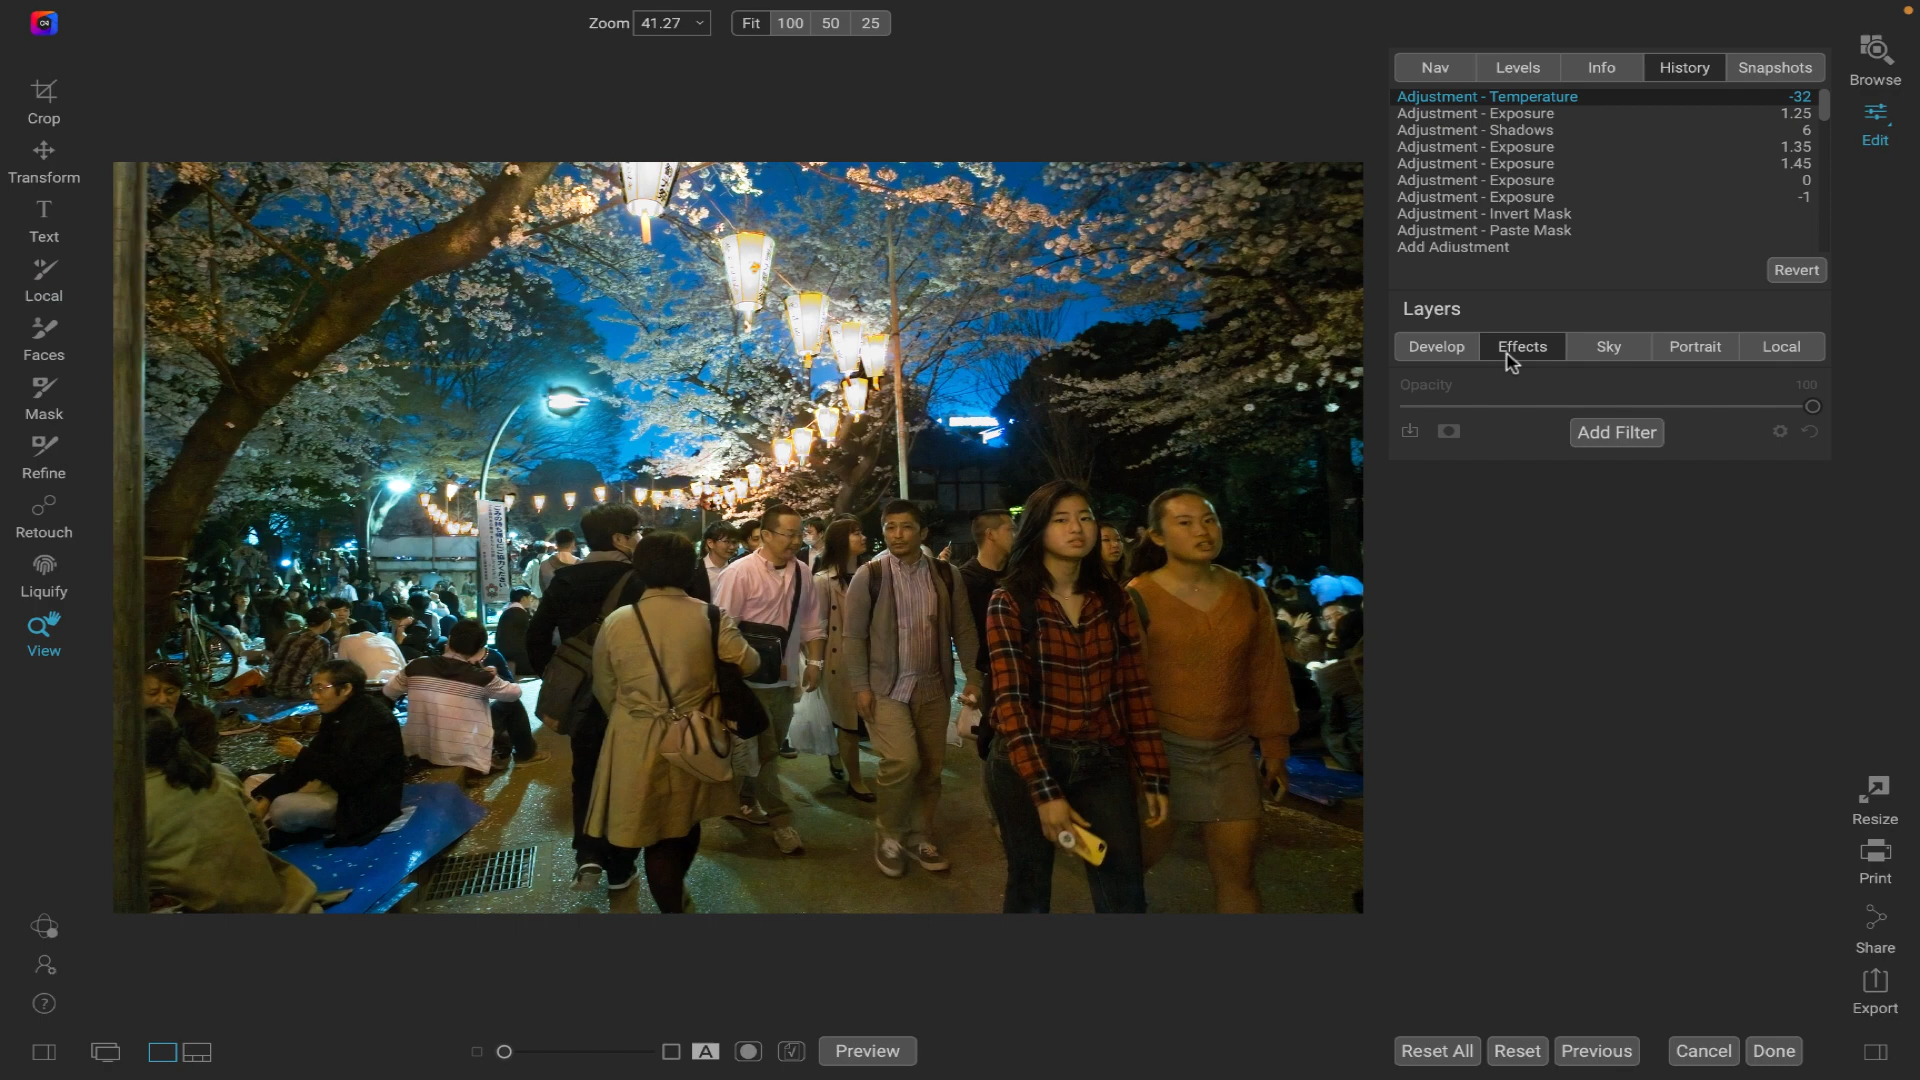 Zoom 41.27 Fit 100 50 25
Crop
Transform
T
Text
Local
Faces
Mask
Refine
Retouch
Liquify
View
Nav Levels Info History Snapshots
Adjustment - Temperature -32
Adjustment - Exposure 1.25
Adjustment - Shadows 6
Adjustment - Exposure 1.35
Adjustment - Exposure 1.45
Adjustment - Exposure 0
Adjustment - Exposure -1
Adjustment - Invert Mask
Adjustment - Paste Mask
Add Adjustment
Revert
Layers
Develop Effects Sky Portrait Local
Opacity 100
Add Filter
Browse
Edit
Resize
Print
Share
Export
?
A
Preview
Reset All Reset Previous Cancel Done